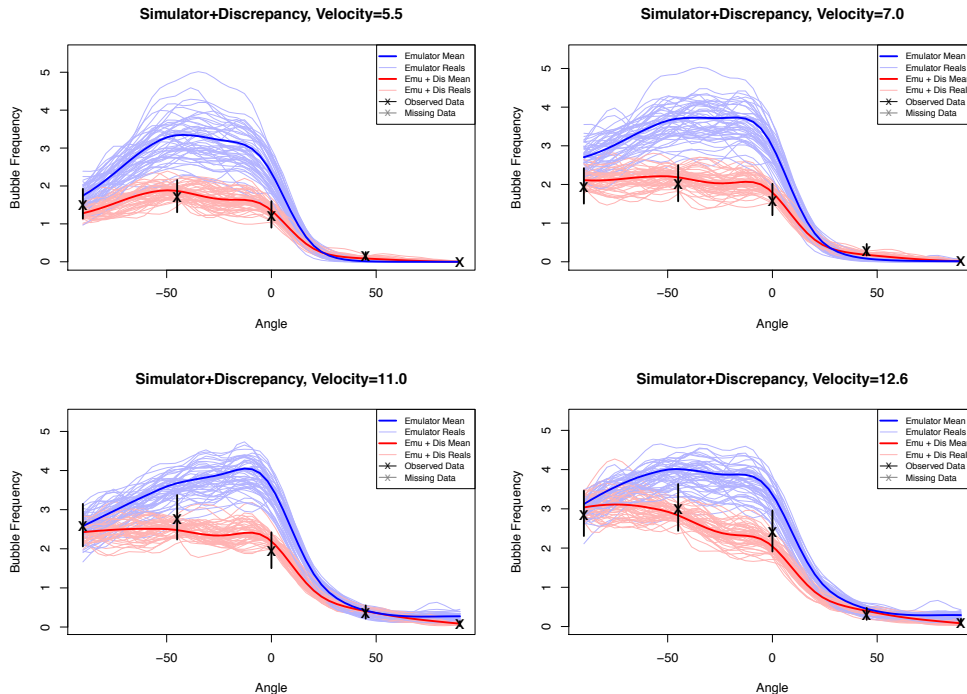 Simulator+Discrepancy, Velocity=5.5
Bubble Frequency
5
4
3
2
1
0
Emulator Mean
Emulator Reals
Emu + Dis Mean
Emu + Dis Reals
Observed Data
Missing Data
−50
0
50
Angle
Simulator+Discrepancy, Velocity=7.0
Bubble Frequency
5
4
3
2
1
0
Emulator Mean
Emulator Reals
Emu + Dis Mean
Emu + Dis Reals
Observed Data
Missing Data
−50
0
50
Angle
Simulator+Discrepancy, Velocity=11.0
Bubble Frequency
5
4
3
2
1
0
Emulator Mean
Emulator Reals
Emu + Dis Mean
Emu + Dis Reals
Observed Data
Missing Data
−50
0
50
Angle
Simulator+Discrepancy, Velocity=12.6
Bubble Frequency
5
4
3
2
1
0
Emulator Mean
Emulator Reals
Emu + Dis Mean
Emu + Dis Reals
Observed Data
Missing Data
−50
0
50
Angle